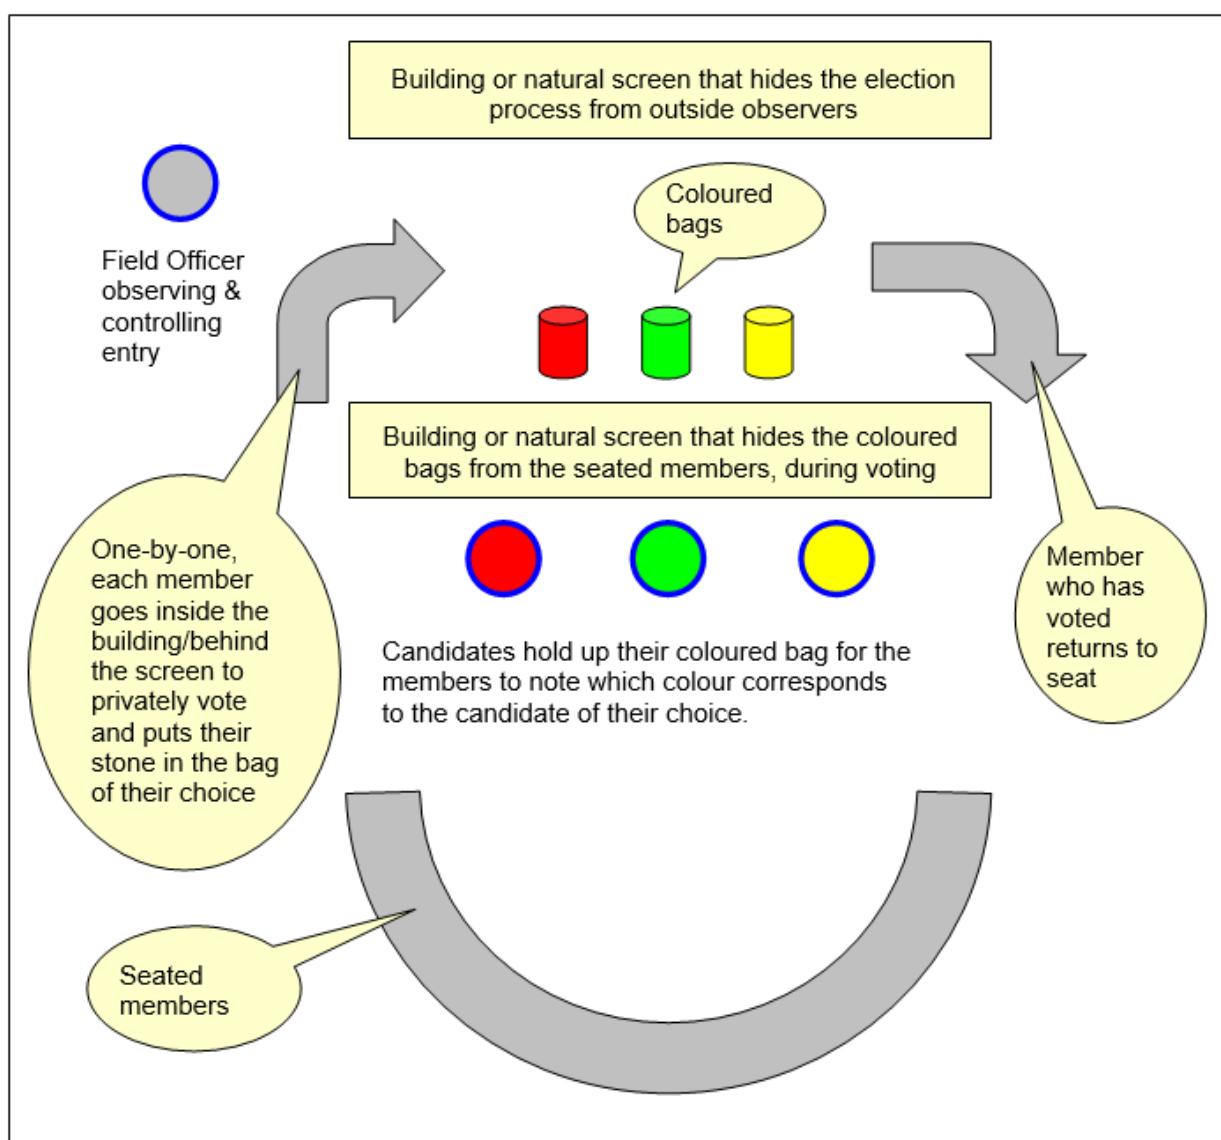 Building or natural screen that hides the election
process from outside observers
Coloured
bags
Field Officer
observing &
controlling
entry
Building or natural screen that hides the coloured
bags from the seated members, during voting
One-by-one,
each member
goes inside the
building/behind
the screen to
privately vote
and puts their
stone in the bag
of their choice
Candidates hold up their coloured bag for the
members to note which colour corresponds
to the candidate of their choice.
Member
who has
voted
returns to
seat
Seated
members